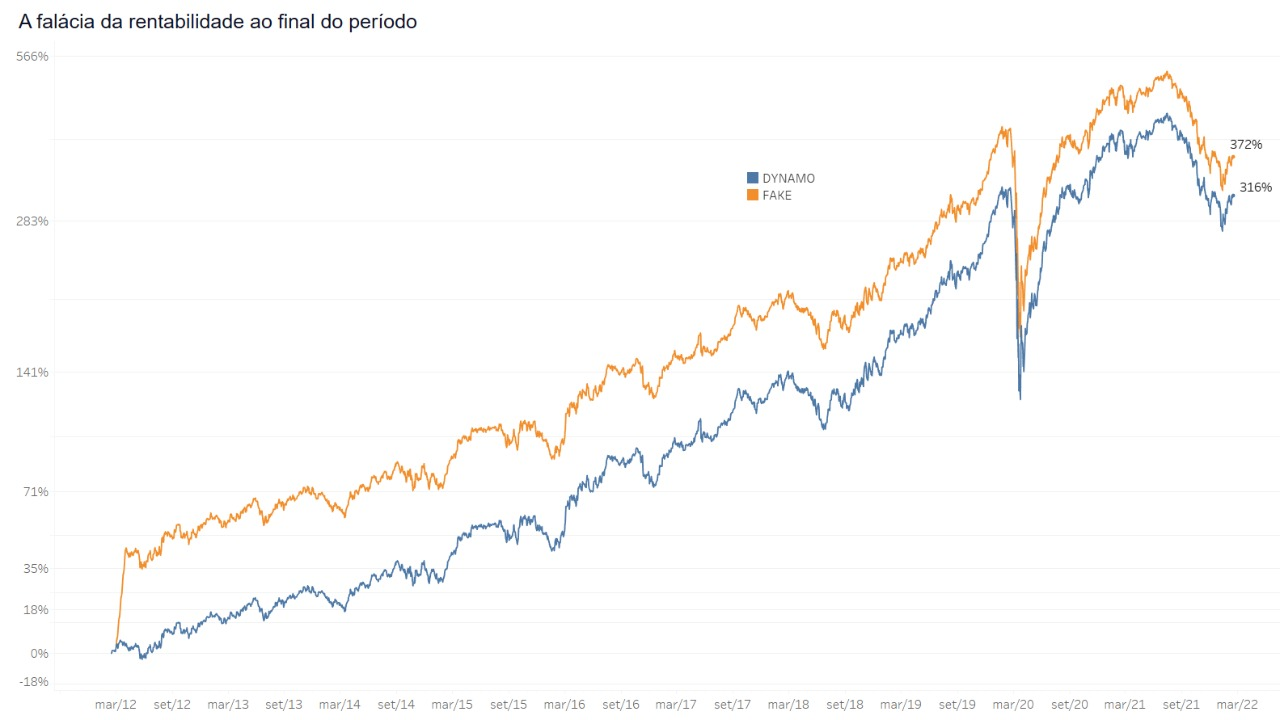 A falácia da rentabilidade ao final do período
566%
283%
141%
71%
35%
18%
0%
-18%
DYNAMO
FAKE
372%
316%
mar/12 set/12 mar/13 set/13 mar/14 set/14 mar/15 set/15 mar/16 set/16 mar/17 set/17 mar/18 set/18 mar/19 set/19 mar/20 set/20 mar/21 set/21 mar/22